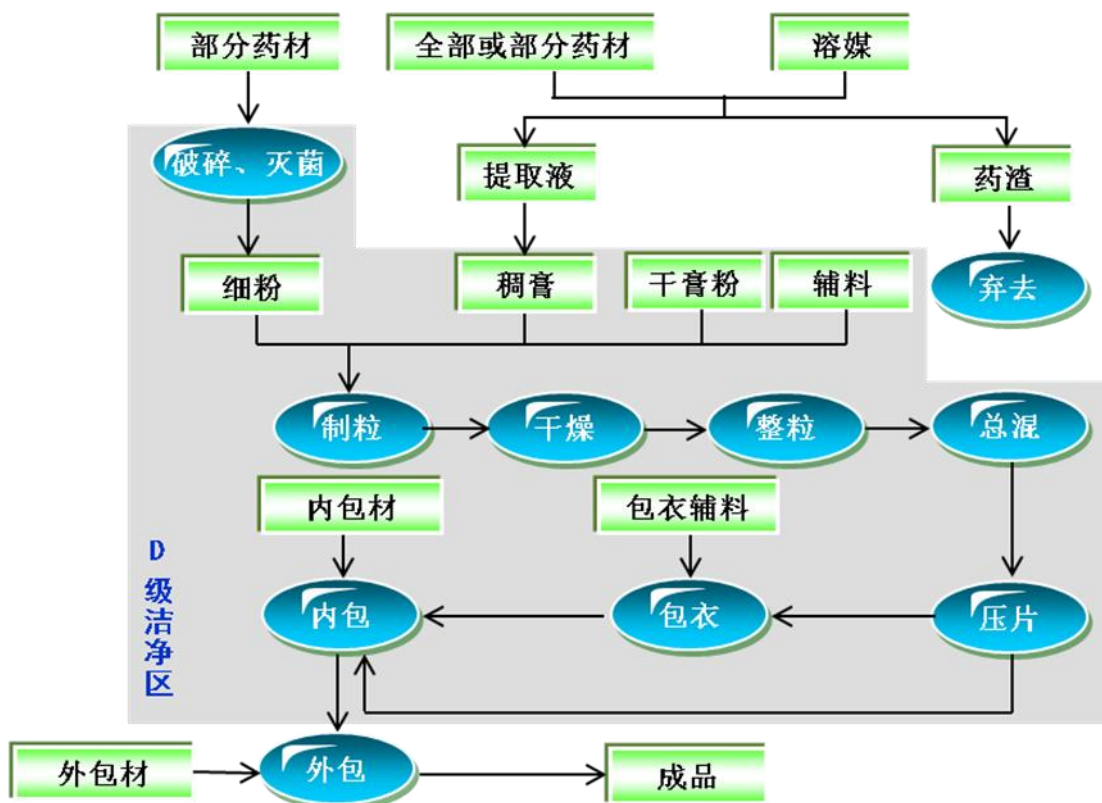 部分药材
全部或部分药材
溶媒
破碎、灭菌
提取液
药渣
细粉
稠膏
干膏粉
辅料
弃去
制粒
干燥
整粒
总混
内包材
包衣辅料
D
级
洁
净
区
内包
包衣
压片
外包材
外包
成品